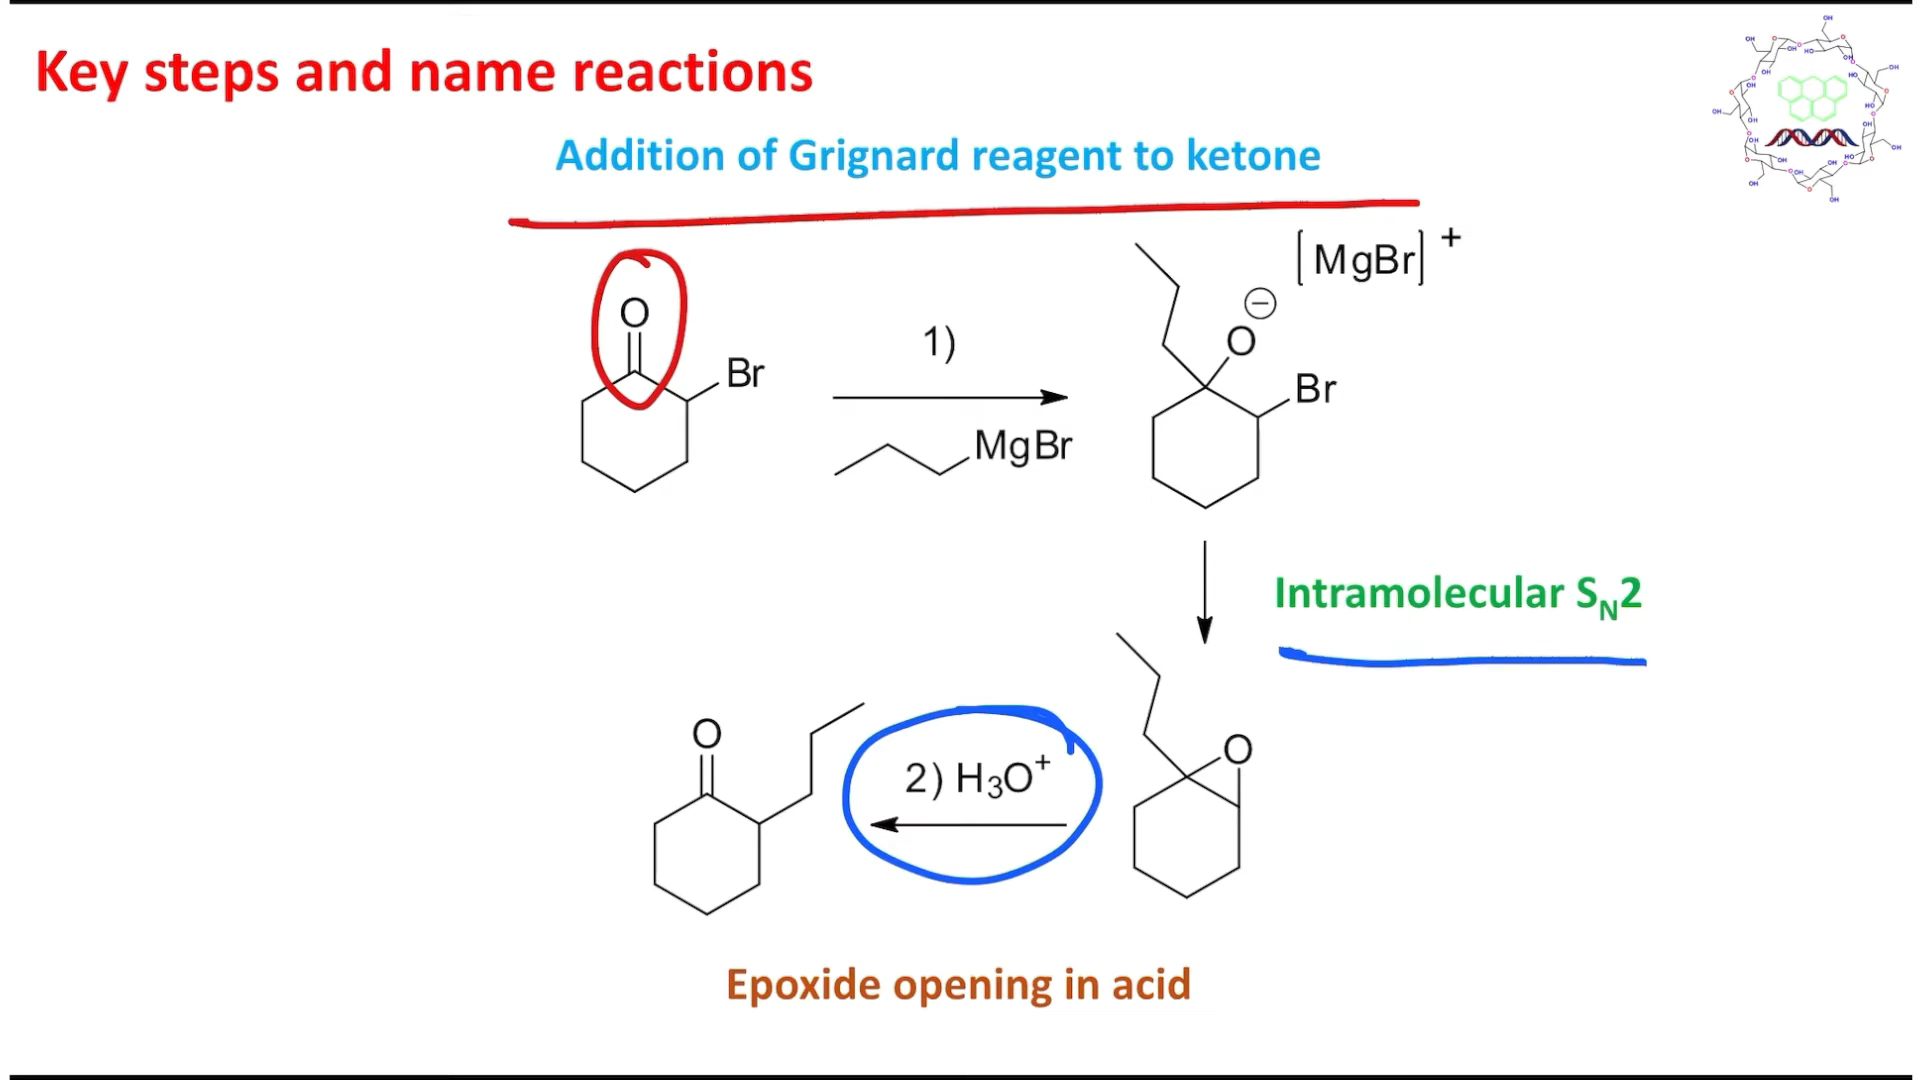 Key steps and name reactions
Addition of Grignard reagent to ketone
[MgBr]⁺
O
⊖
O
1)
Br
Br
MgBr
Intramolecular S_N2
O
O
2) H₃O⁺
Epoxide opening in acid